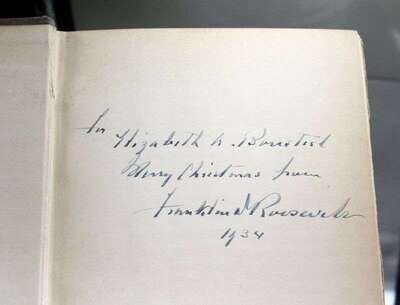 for Elizabeth A.
Merry Christmas from
Franklin D Roosevelt
1934